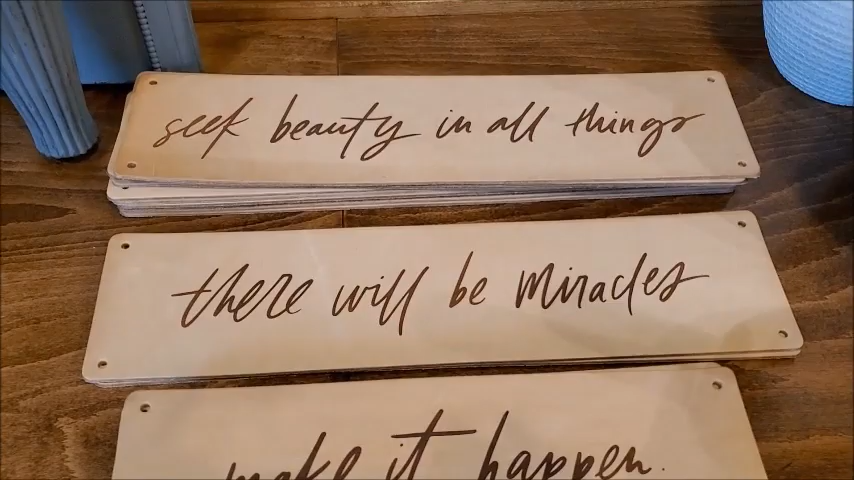 seek beauty in all things
there will be miracles
make it happen.